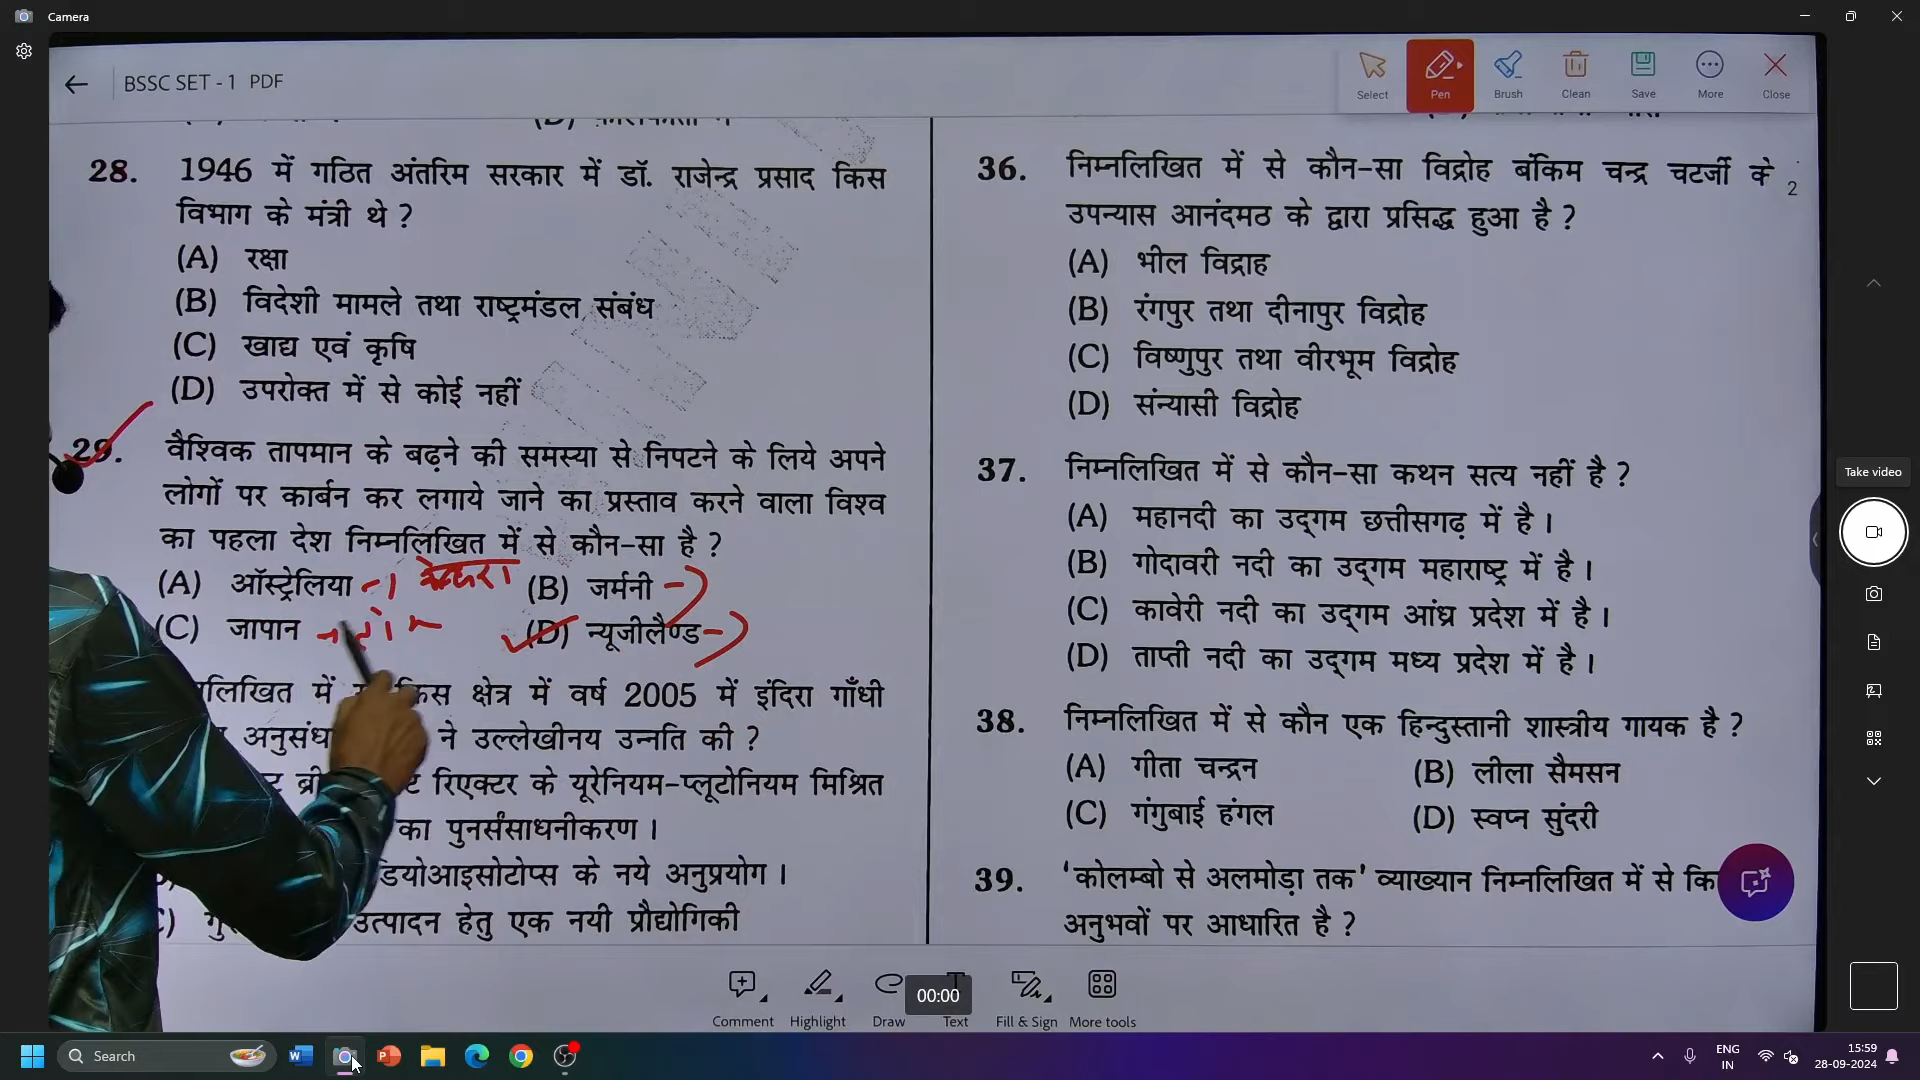 Camera
BSSC SET - 1 PDF
Select
Pen
Brush
Clean
Save
More
Close
28. 1946 में गठित अंतरिम सरकार में डॉ. राजेन्द्र प्रसाद किस
विभाग के मंत्री थे ?
(A) रक्षा
(B) विदेशी मामले तथा राष्ट्रमंडल संबंध
(C) खाद्य एवं कृषि
(D) उपरोक्त में से कोई नहीं
29. वैश्विक तापमान के बढ़ने की समस्या से निपटने के लिये अपने
लोगों पर कार्बन कर लगाये जाने का प्रस्ताव करने वाला विश्व
का पहला देश निम्नलिखित में से कौन-सा है ?
(A) ऑस्ट्रेलिया (B) जर्मनी
(C) जापान (D) न्यूजीलैण्ड
में क्षेत्र में वर्ष 2005 में इंदिरा गाँधी
ने उल्लेखीनय उन्नति की ?
रिएक्टर के यूरेनियम-प्लूटोनियम मिश्रित
का पुनर्संसाधनीकरण ।
के नये अनुप्रयोग ।
उत्पादन हेतु एक नयी प्रौद्योगिकी
36. निम्नलिखित में से कौन-सा विद्रोह बंकिम चन्द्र चटर्जी के
2
उपन्यास आनंदमठ के द्वारा प्रसिद्ध हुआ है ?
(A) भील विद्राह
(B) रंगपुर तथा दीनापुर विद्रोह
(C) विष्णुपुर तथा वीरभूम विद्रोह
(D) संन्यासी विद्रोह
37. निम्नलिखित में से कौन-सा कथन सत्य नहीं है ?
(A) महानदी का उद्‌गम छत्तीसगढ़ में है ।
(B) गोदावरी नदी का उद्‌गम महाराष्ट्र में है ।
(C) कावेरी नदी का उद्‌गम आंध्र प्रदेश में है ।
(D) ताप्ती नदी का उद्‌गम मध्य प्रदेश में है ।
38. निम्नलिखित में से कौन एक हिन्दुस्तानी शास्त्रीय गायक है ?
(A) गीता चन्द्रन (B) लीला सैमसन
(C) गंगुबाई हंगल (D) स्वप्न सुंदरी
39. 'कोलम्बो से अलमोड़ा तक' व्याख्यान निम्नलिखित में से
अनुभवों पर आधारित है ?
Take video
00:00
Comment
Highlight
Draw
Text
Fill & Sign
More tools
Search
ENG
IN
15:59
28-09-2024